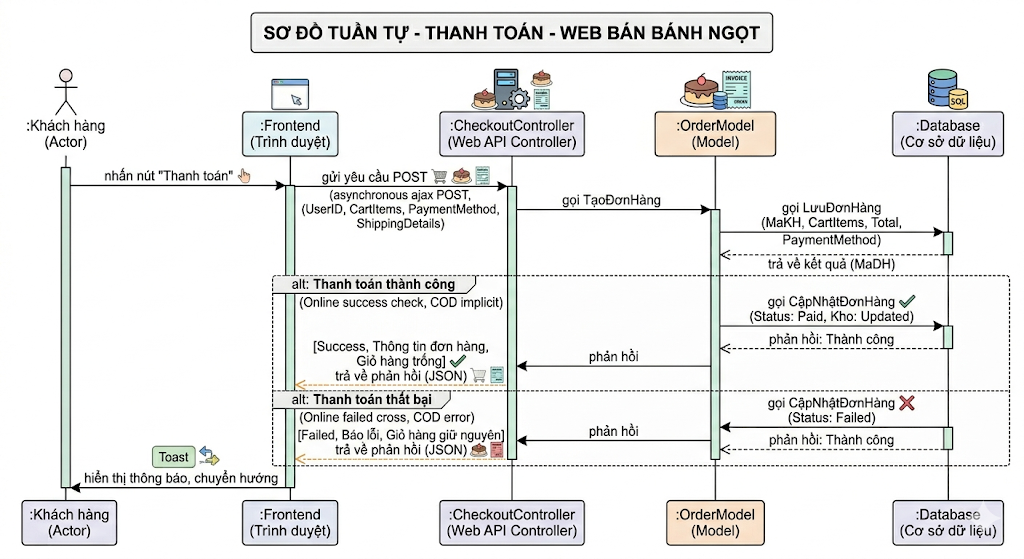 SƠ ĐỒ TUẦN TỰ - THANH TOÁN - WEB BÁN BÁNH NGỌT
INVOICE
ORDER
SQL
:Khách hàng
(Actor)
:Frontend
(Trình duyệt)
:CheckoutController
(Web API Controller)
:OrderModel
(Model)
:Database
(Cơ sở dữ liệu)
nhấn nút "Thanh toán"
gửi yêu cầu POST
(asynchronous ajax POST,
(UserID, CartItems, PaymentMethod,
ShippingDetails)
gọi TạoĐơnHàng
gọi LưuĐơnHàng
(MaKH, CartItems, Total,
PaymentMethod)
trả về kết quả (MaDH)
alt: Thanh toán thành công
(Online success check, COD implicit)
gọi CậpNhậtĐơnHàng
(Status: Paid, Kho: Updated)
phản hồi: Thành công
phản hồi
[Success, Thông tin đơn hàng,
Giỏ hàng trống]
trả về phản hồi (JSON)
alt: Thanh toán thất bại
(Online failed cross, COD error)
gọi CậpNhậtĐơnHàng
(Status: Failed)
phản hồi: Thành công
phản hồi
[Failed, Báo lỗi, Giỏ hàng giữ nguyên]
trả về phản hồi (JSON)
Toast
hiển thị thông báo, chuyển hướng
:Khách hàng
(Actor)
:Frontend
(Trình duyệt)
:CheckoutController
(Web API Controller)
:OrderModel
(Model)
:Database
(Cơ sở dữ liệu)